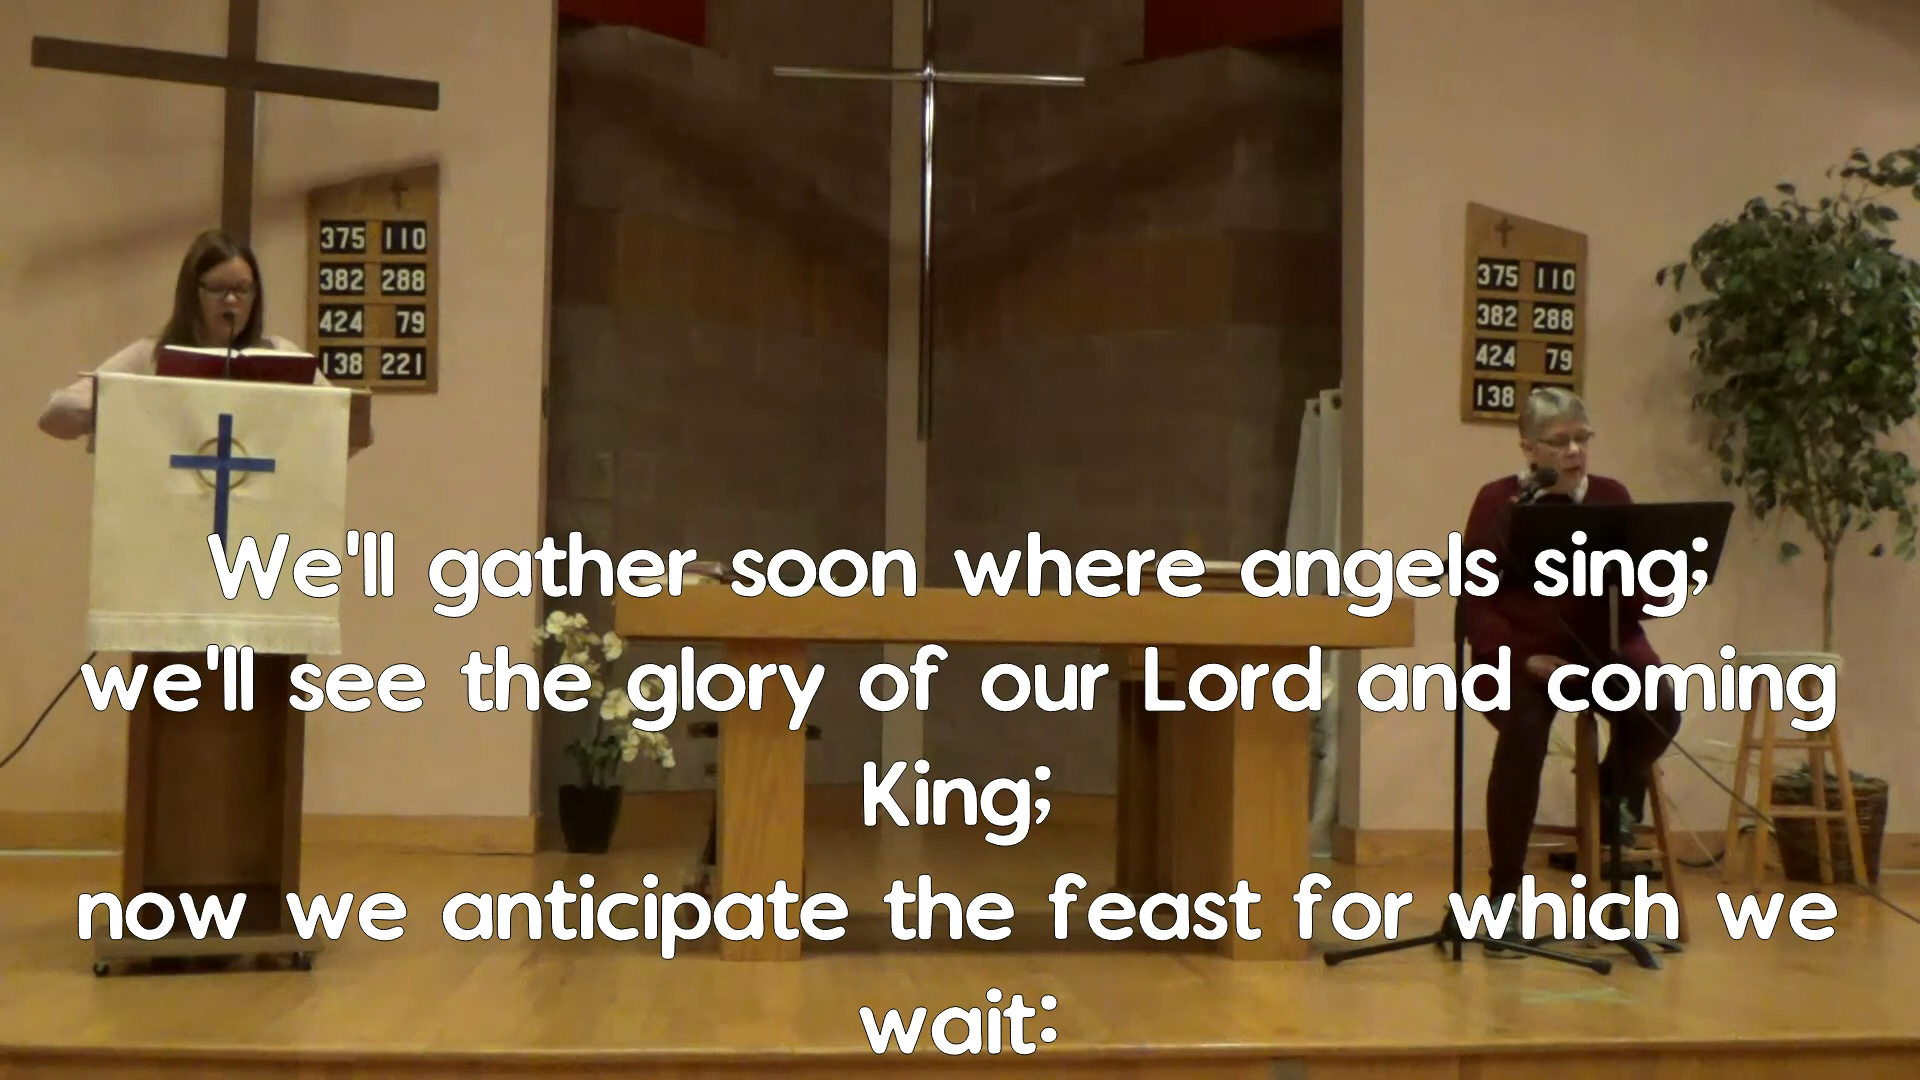 375 110
382 288
424 79
138 221
375 110
382 288
424 79
138
We'll gather soon where angels sing;
we'll see the glory of our Lord and coming
King;
now we anticipate the feast for which we
wait: